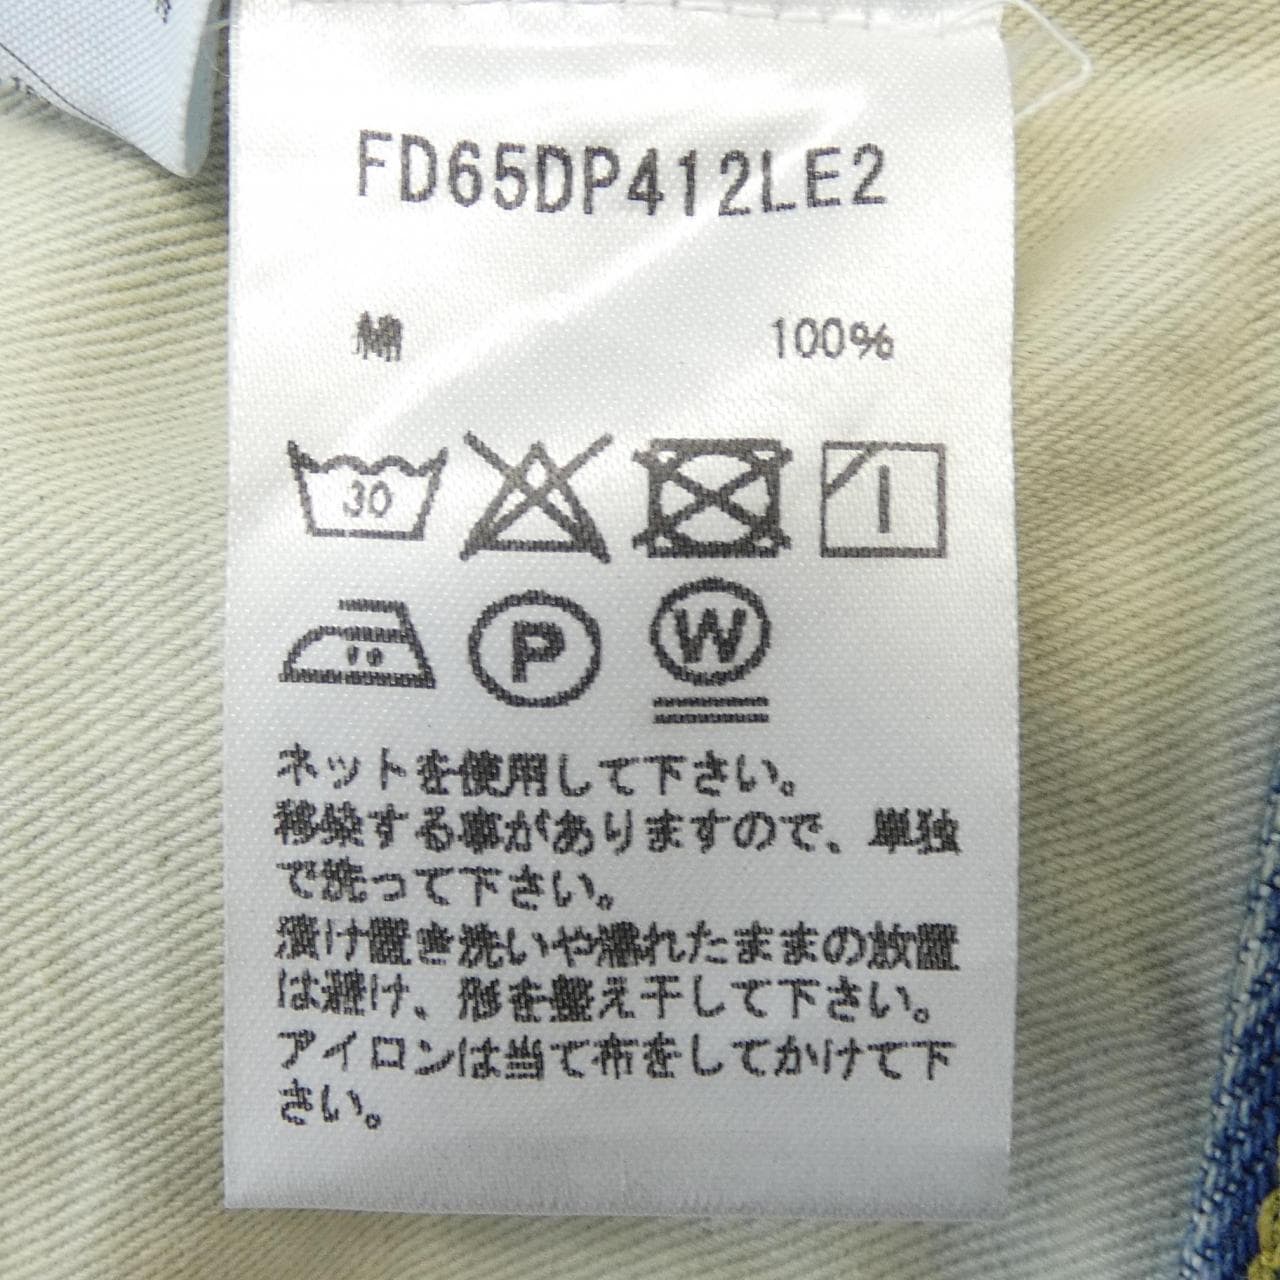 FD65DP412LE2
綿 100%
30
P
W
ネットを使用して下さい。
移染する事がありますので、単独
で洗って下さい。
漬け置き洗いや濡れたままの放置
は避け、形を整え干して下さい。
アイロンは当て布をしてかけて下
さい。